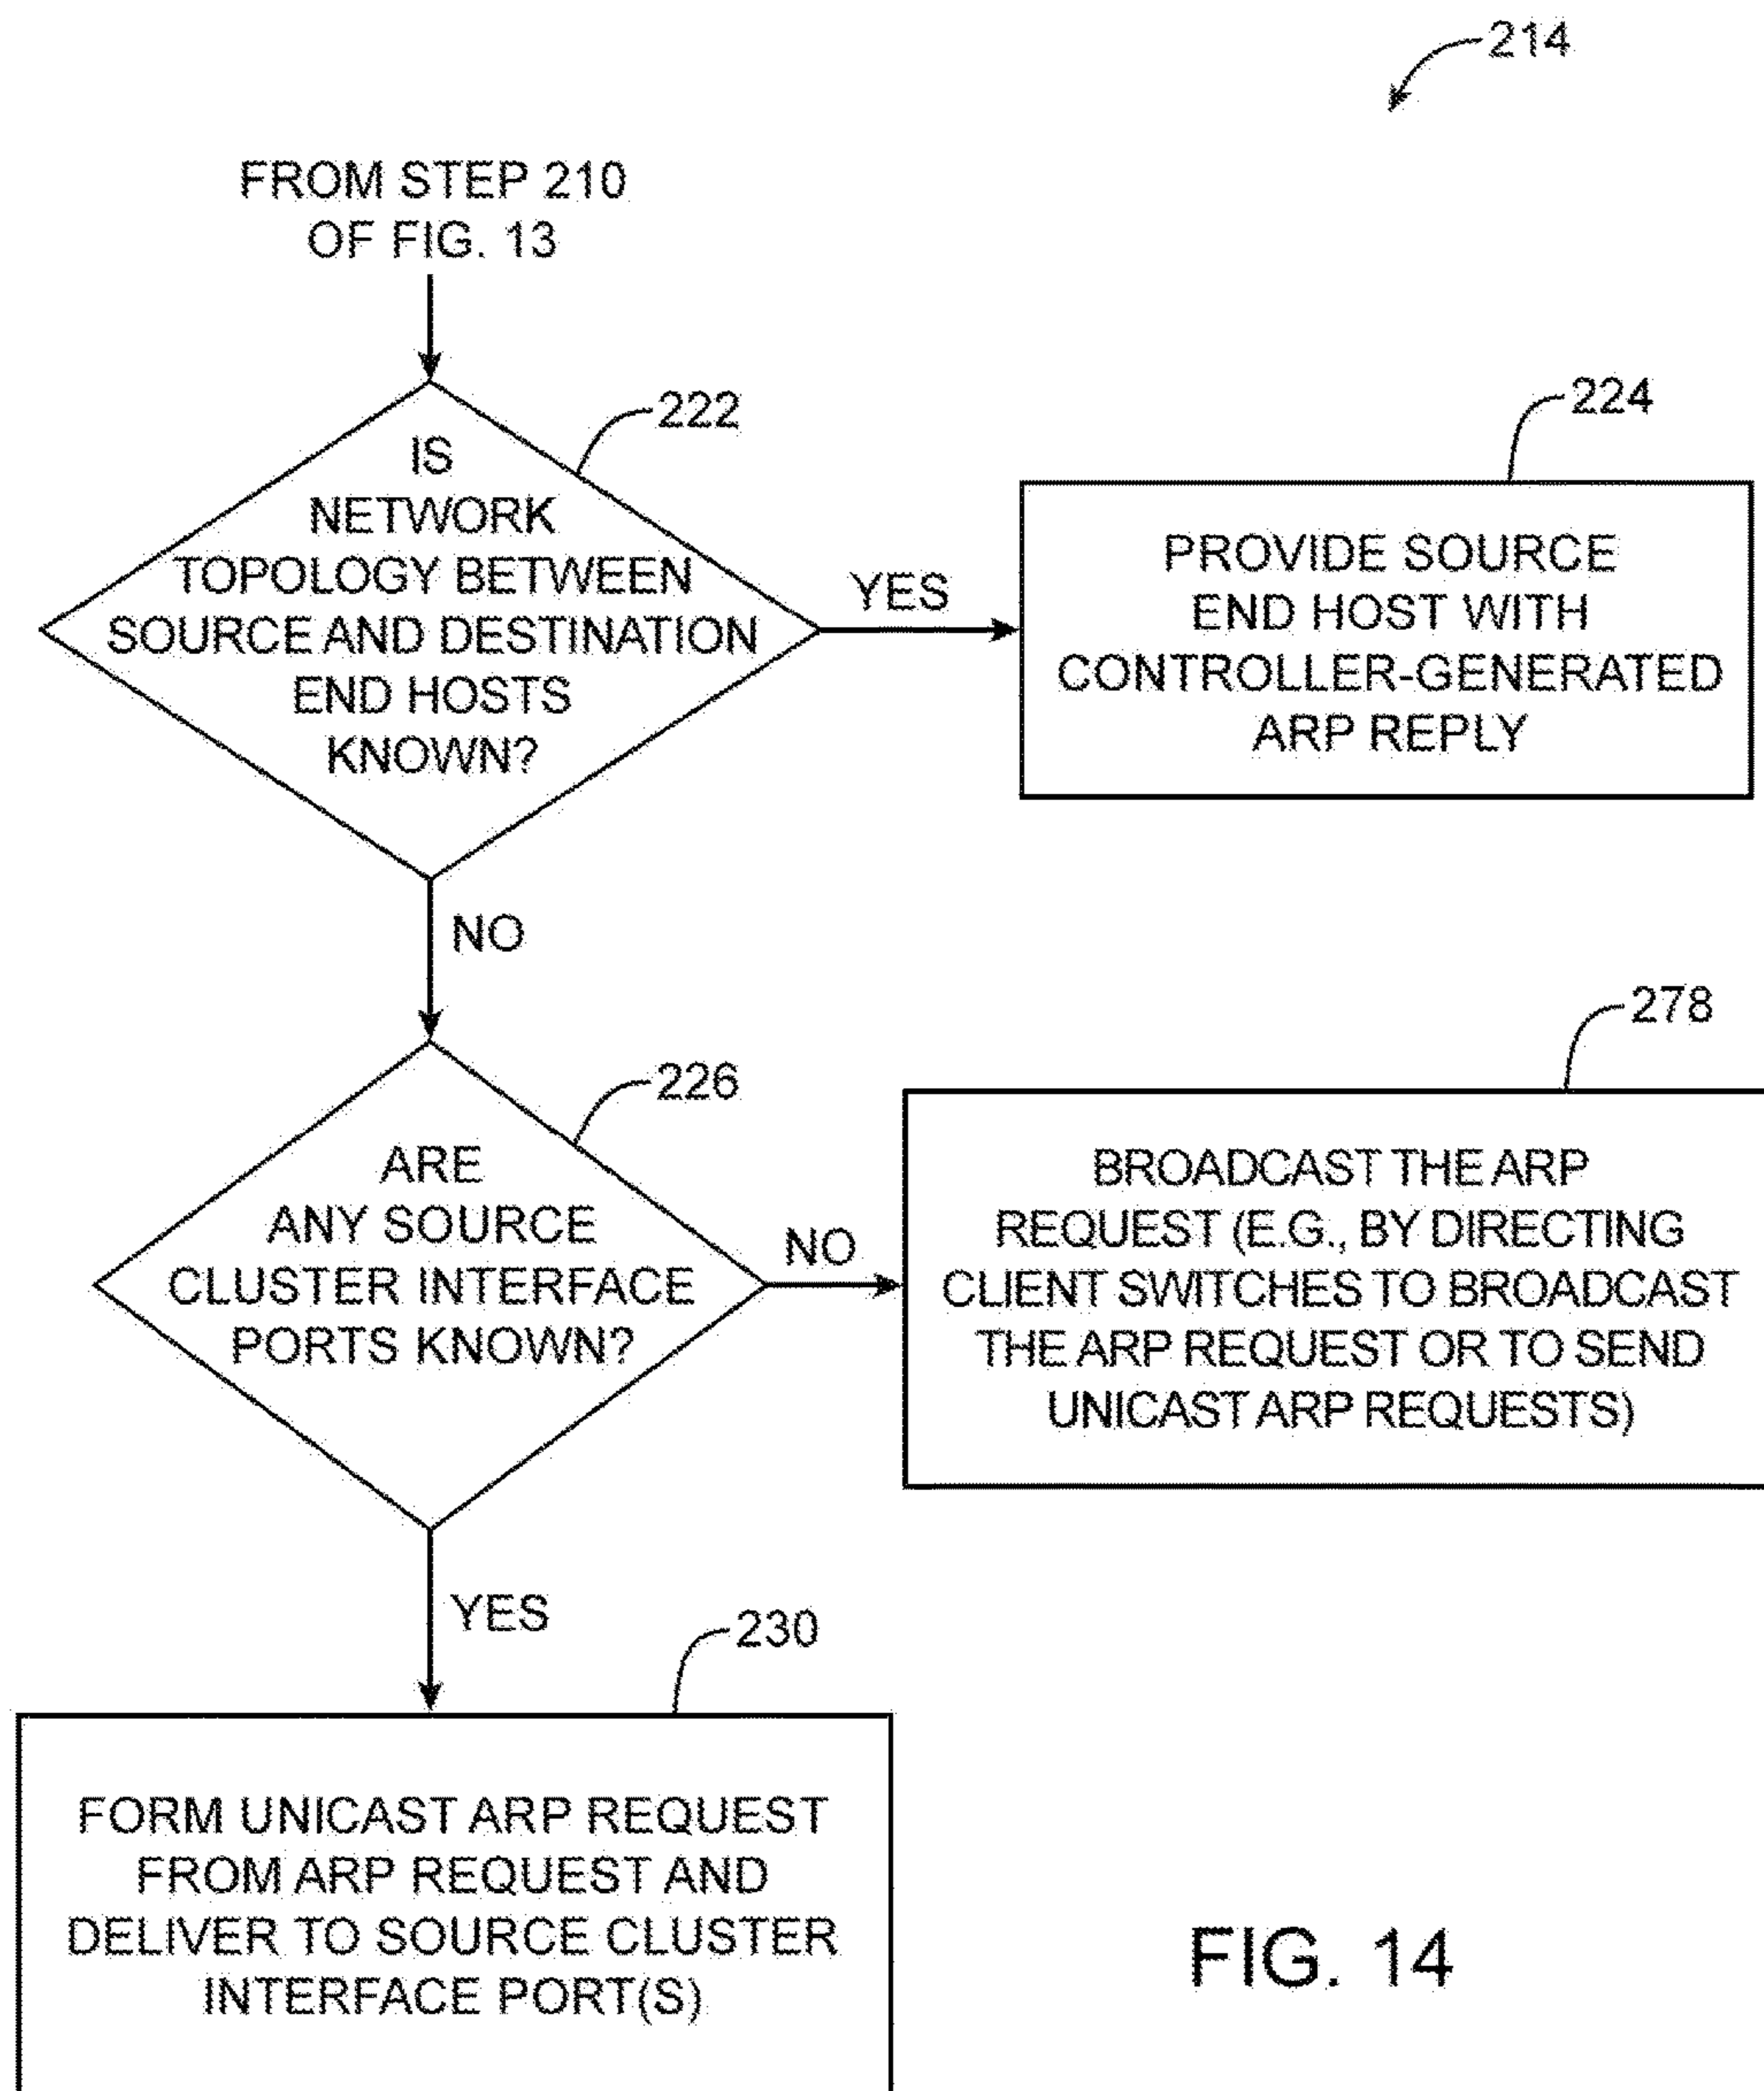 214
FROM STEP 210
OF FIG. 13
222
IS
NETWORK
TOPOLOGY BETWEEN
SOURCE AND DESTINATION
END HOSTS
KNOWN?
YES
224
PROVIDE SOURCE
END HOST WITH
CONTROLLER-GENERATED
ARP REPLY
NO
226
ARE
ANY SOURCE
CLUSTER INTERFACE
PORTS KNOWN?
NO
278
BROADCAST THE ARP
REQUEST (E.G., BY DIRECTING
CLIENT SWITCHES TO BROADCAST
THE ARP REQUEST OR TO SEND
UNICAST ARP REQUESTS)
YES
230
FORM UNICAST ARP REQUEST
FROM ARP REQUEST AND
DELIVER TO SOURCE CLUSTER
INTERFACE PORT(S)
FIG. 14